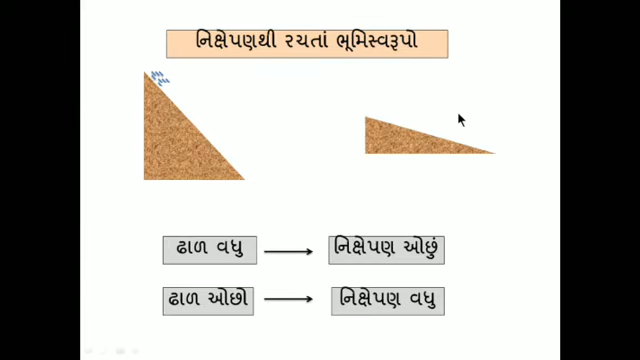 નિક્ષેપણથી રચતાં ભૂમિસ્વરૂપો
ઢાળ વધુ
નિક્ષેપણ ઓછું
ઢાળ ઓછો
નિક્ષેપણ વધુ